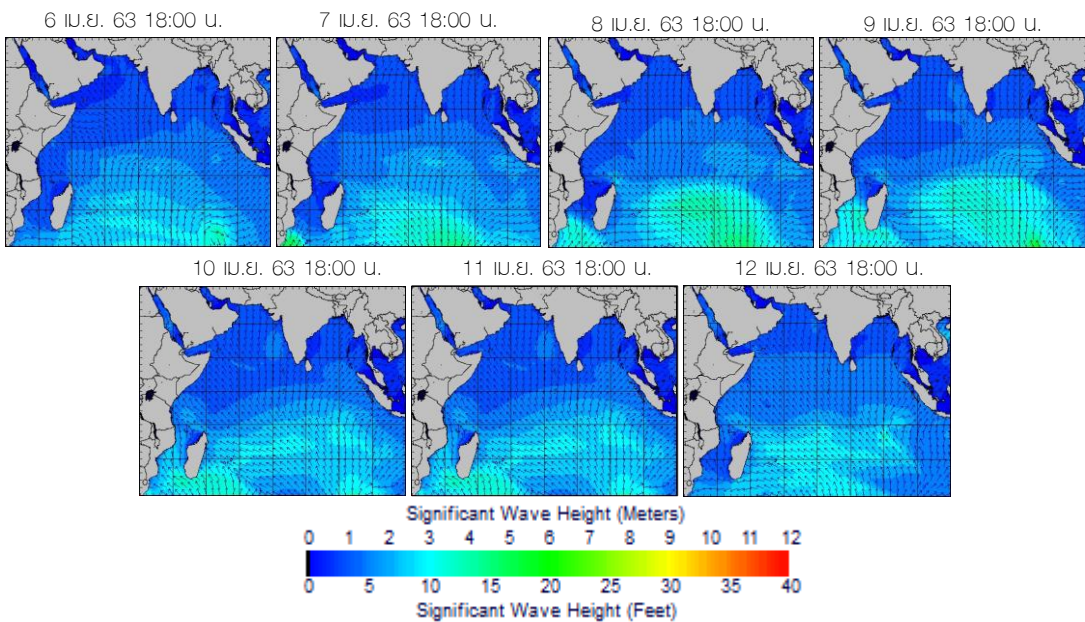 6 เม.ย. 63 18:00 น.
7 เม.ย. 63 18:00 น.
8 เม.ย. 63 18:00 น.
9 เม.ย. 63 18:00 น.
10 เม.ย. 63 18:00 น.
11 เม.ย. 63 18:00 น.
12 เม.ย. 63 18:00 น.
Significant Wave Height (Meters)
0 1 2 3 4 5 6 7 8 9 10 11 12
0 5 10 15 20 25 30 35 40
Significant Wave Height (Feet)